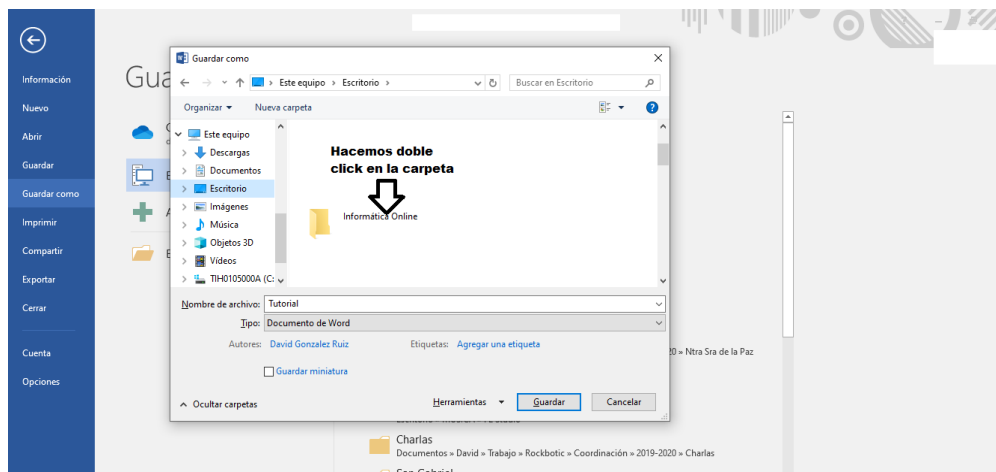 Información
Nuevo
Abrir
Guardar
Guardar como
Imprimir
Compartir
Exportar
Cerrar
Cuenta
Opciones
Guardar como
Este equipo > Escritorio >
Buscar en Escritorio
Organizar
Nueva carpeta
Este equipo
Descargas
Documentos
Escritorio
Imágenes
Música
Objetos 3D
Vídeos
TIH0105000A (C:
Hacemos doble
click en la carpeta
Informática Online
Nombre de archivo: Tutorial
Tipo: Documento de Word
Autores: David Gonzalez Ruiz
Etiquetas: Agregar una etiqueta
Guardar miniatura
Ocultar carpetas
Herramientas
Guardar
Cancelar
» Ntra Sra de la Paz
Charlas
Documentos » David » Trabajo » Rockbotic » Coordinación » 2019-2020 » Charlas